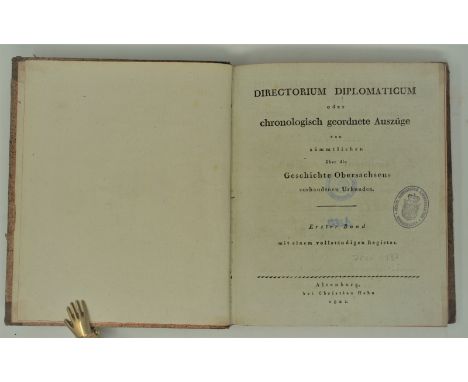 DIRECTORIUM DIPLOMATICUM
oder
chronologisch geordnete Auszüge
von
sämmtlichen
über die
Geschichte Obersachsens
vorhandenen Urkunden.
Erster Band
mit einem vollständigen Register.
Altenburg,
bei Christian Hahn
1821.